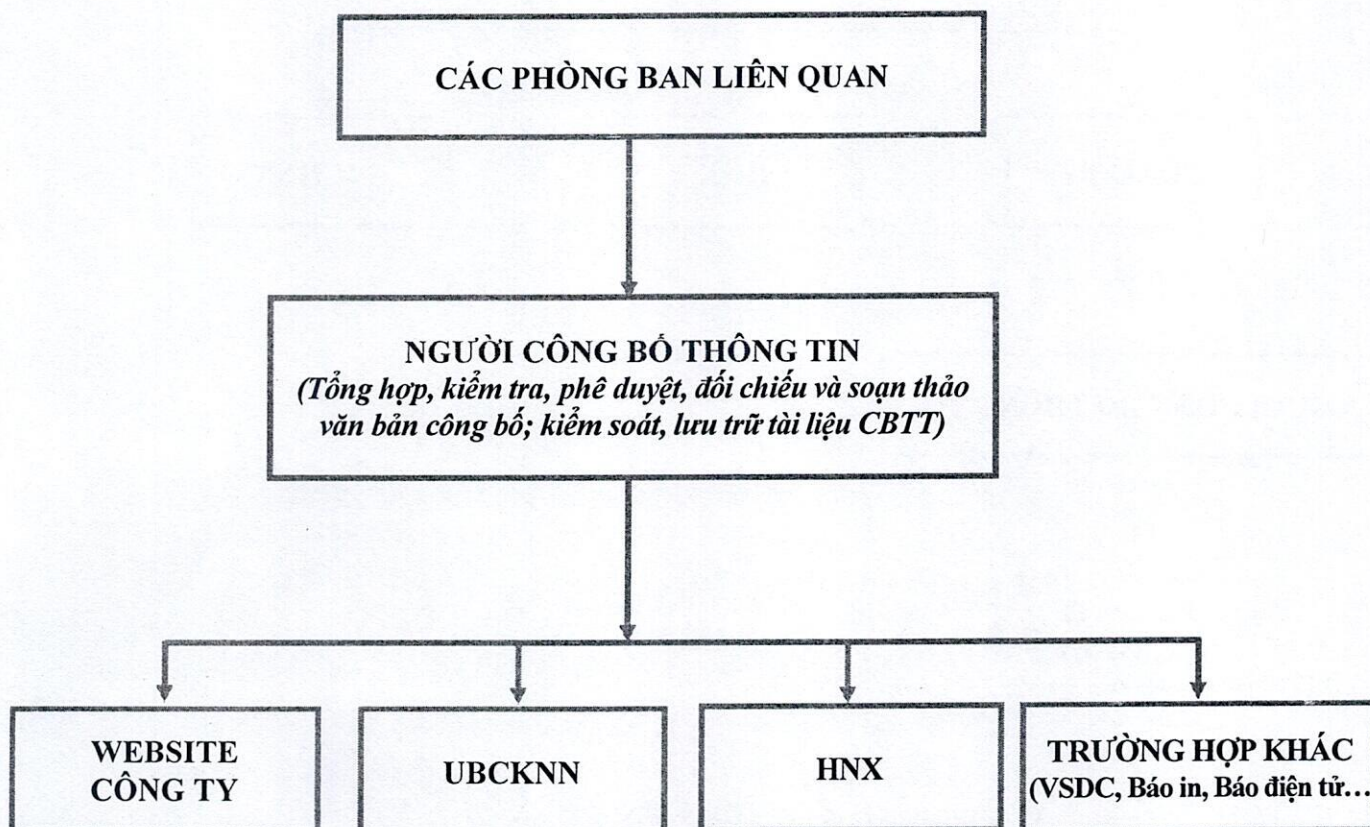 CÁC PHÒNG BAN LIÊN QUAN
NGƯỜI CÔNG BỐ THÔNG TIN
(Tổng hợp, kiểm tra, phê duyệt, đối chiếu và soạn thảo
văn bản công bố; kiểm soát, lưu trữ tài liệu CBTT)
WEBSITE
CÔNG TY
UBCKNN
HNX
TRƯỜNG HỢP KHÁC
(VSDC, Báo in, Báo điện tử...